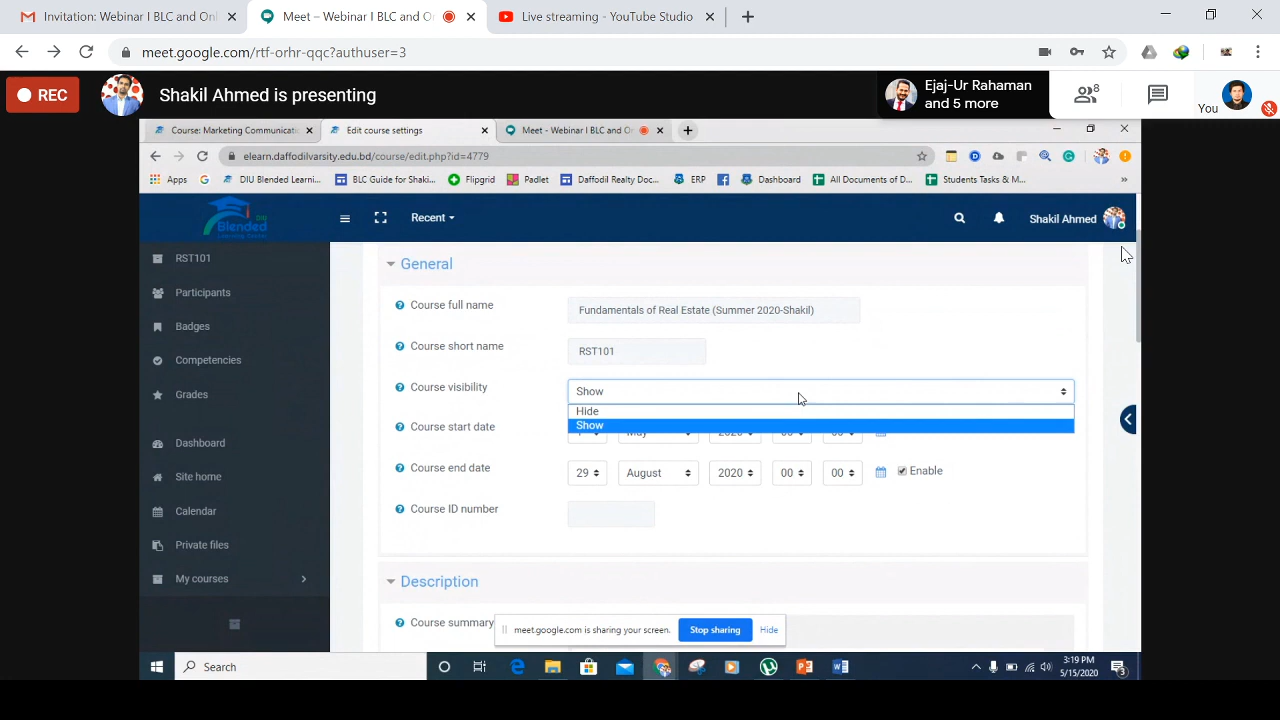 Invitation: Webinar I BLC and Onl
Meet – Webinar I BLC and O
Live streaming - YouTube Studio
meet.google.com/rtf-orhr-qqc?authuser=3
REC
Shakil Ahmed is presenting
Ejaj-Ur Rahaman
and 5 more
8
You
Course: Marketing Communicati
Edit course settings
Meet - Webinar I BLC and O
elearn.daffodilvarsity.edu.bd/course/edit.php?id=4779
Apps
DIU Blended Learni...
BLC Guide for Shaki...
Flipgrid
Padlet
Daffodil Realty Doc...
ERP
Dashboard
All Documents of D...
Students Tasks & M...
DIU
Blended
Recent
Shakil Ahmed
RST101
Participants
Badges
Competencies
Grades
Dashboard
Site home
Calendar
Private files
My courses
General
Course full name
Fundamentals of Real Estate (Summer 2020-Shakil)
Course short name
RST101
Course visibility
Show
Hide
Show
Course start date
Course end date
29 August 2020 00 00 Enable
Course ID number
Description
Course summary
meet.google.com is sharing your screen.
Stop sharing
Hide
Search
3:19 PM
5/15/2020
3